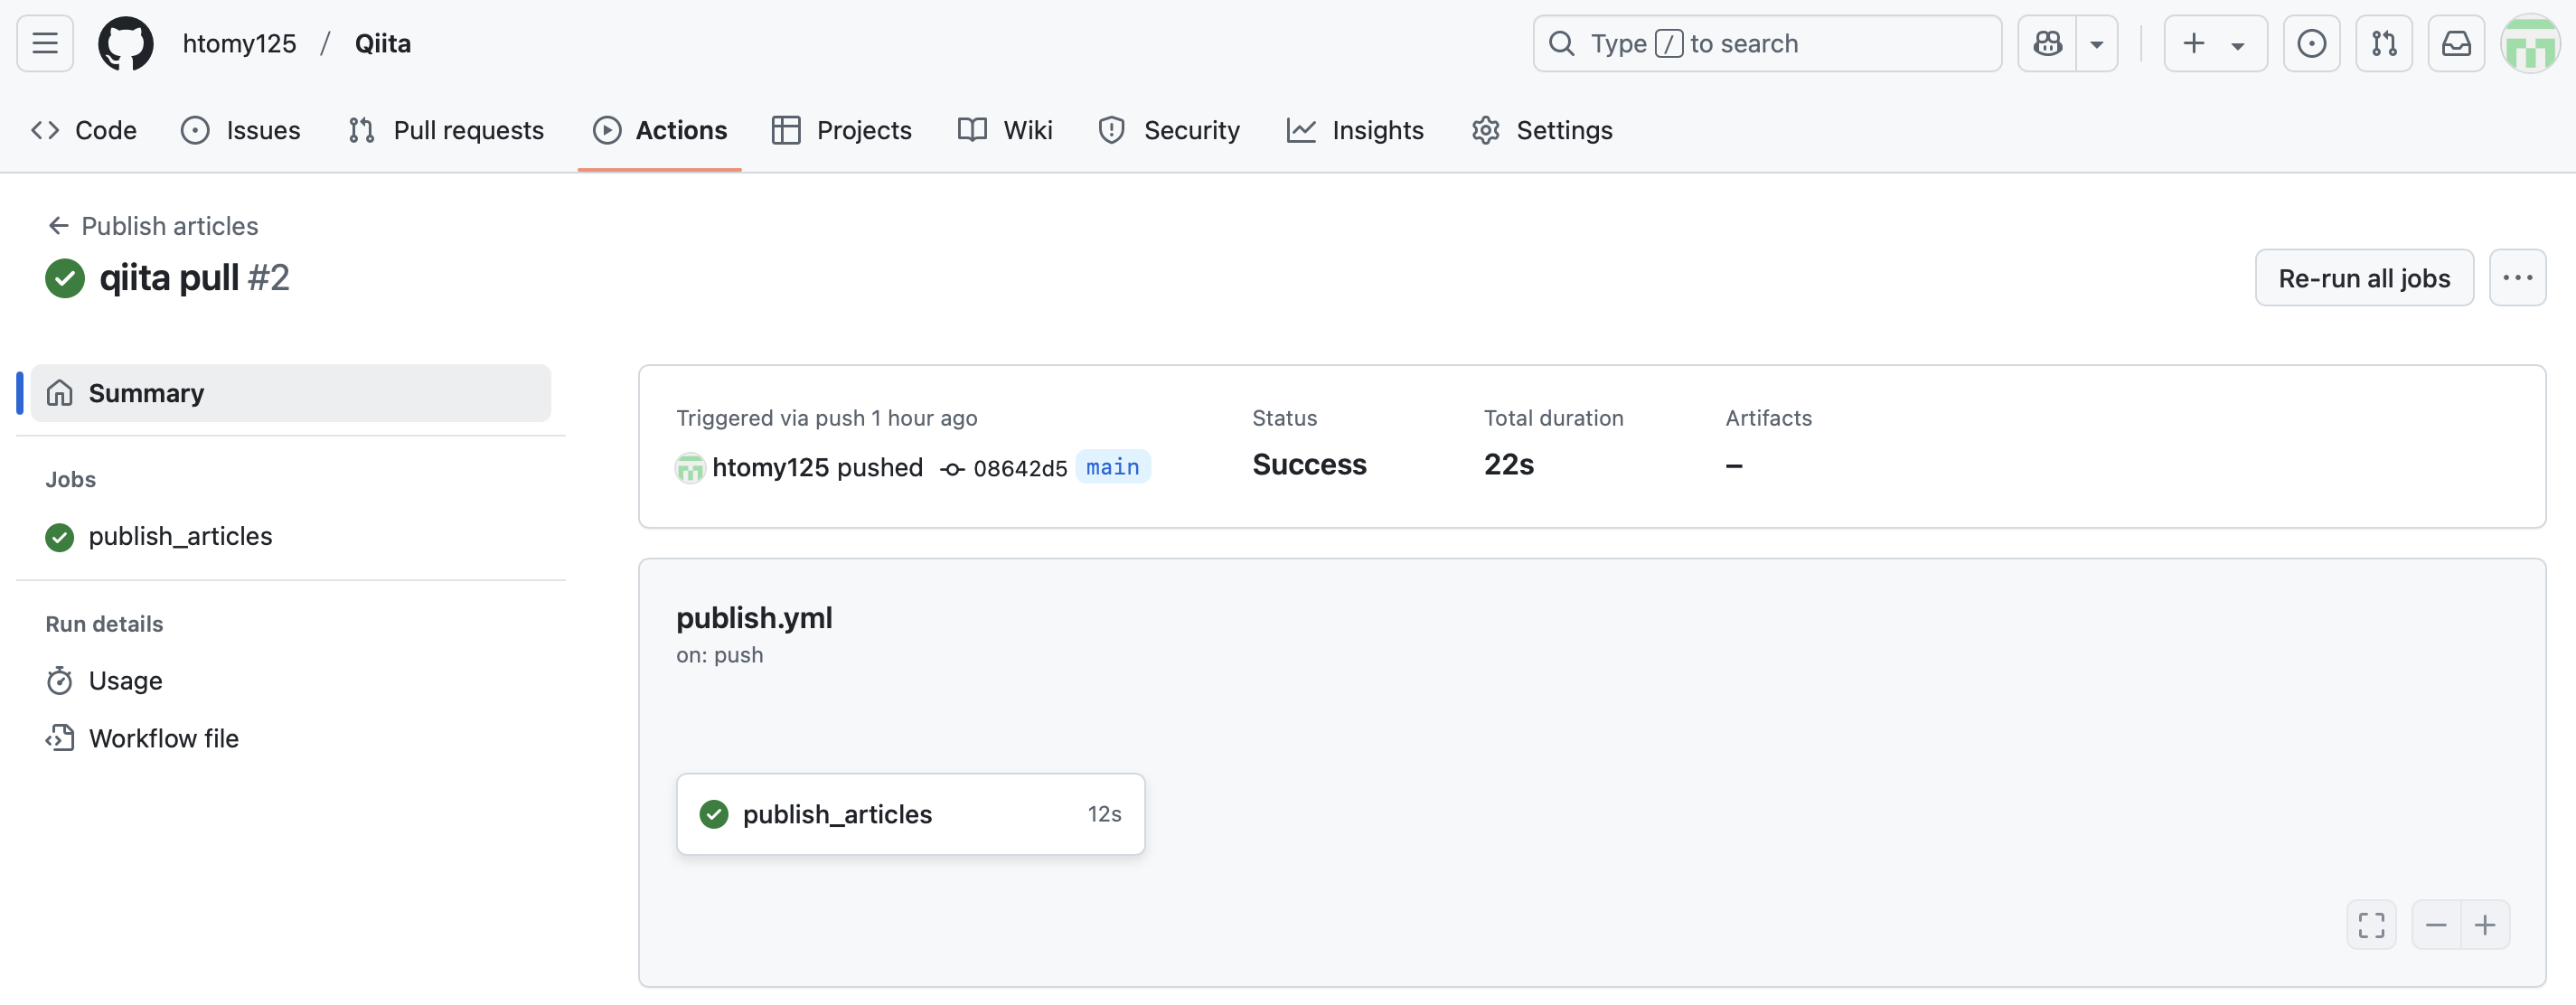 htomy125 / Qiita
Type / to search
Code Issues Pull requests Actions Projects Wiki Security Insights Settings
← Publish articles
qiita pull #2
Re-run all jobs
Summary
Jobs
publish_articles
Run details
Usage
Workflow file
Triggered via push 1 hour ago
htomy125 pushed 08642d5 main
Status
Success
Total duration
22s
Artifacts
–
publish.yml
on: push
publish_articles 12s